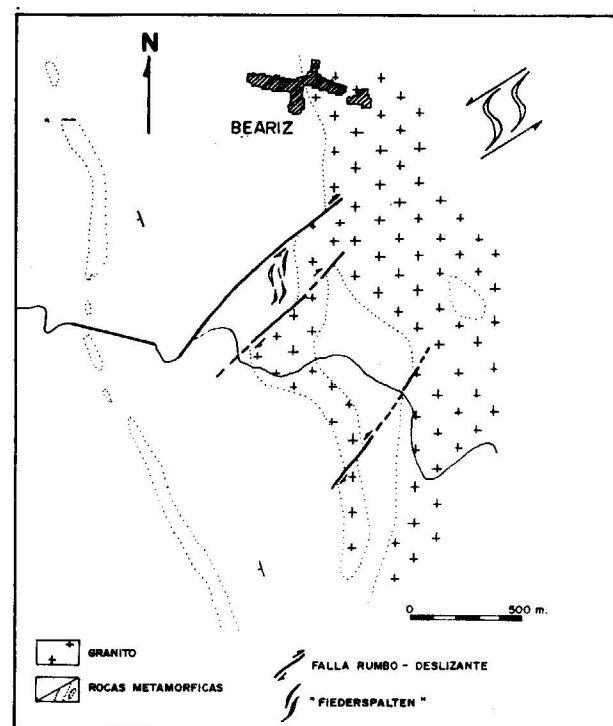 N
BEARIZ
0 500 m.
GRANITO
ROCAS METAMORFICAS
FALLA RUMBO - DESLIZANTE
" FIEDERSPALTEN "